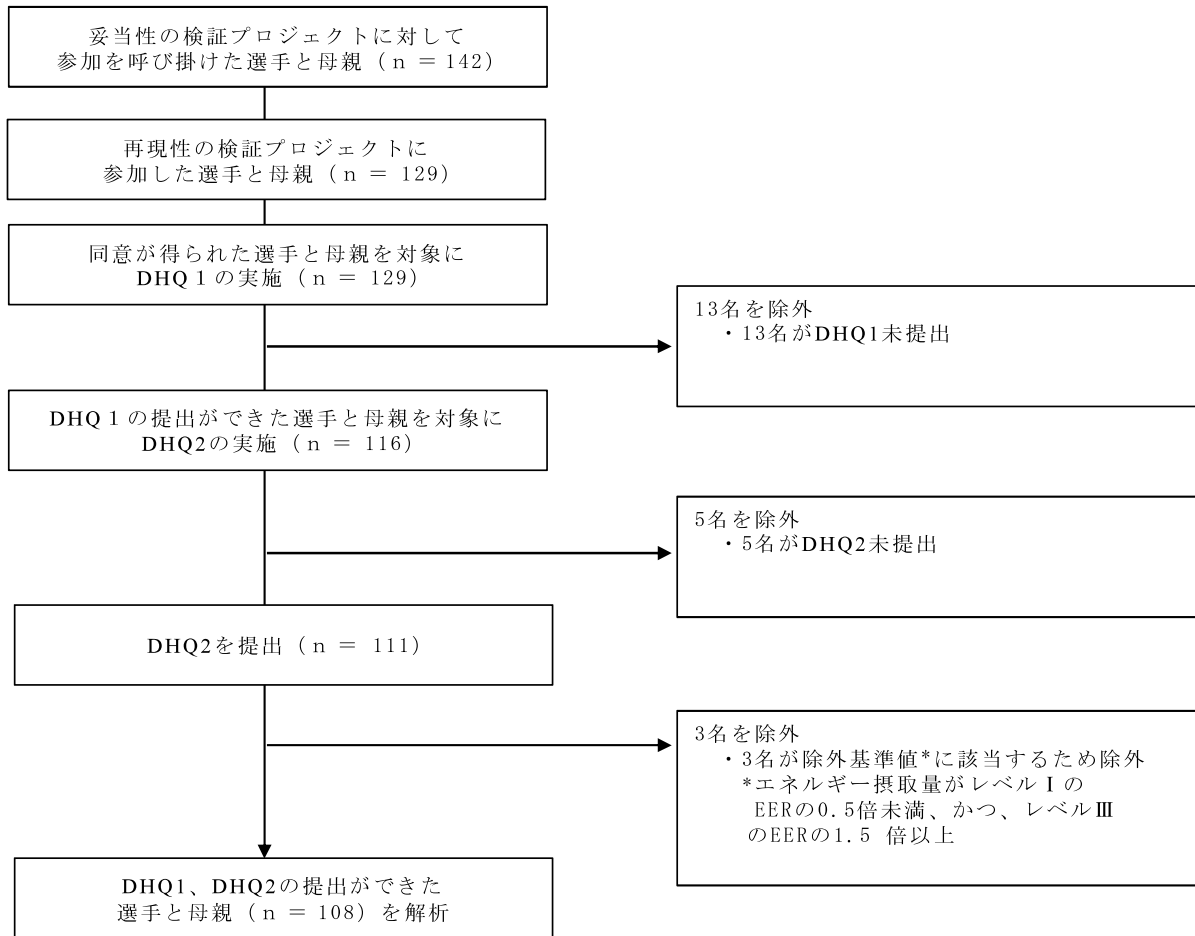 妥当性の検証プロジェクトに対して
参加を呼び掛けた選手と母親（n = 142）
再現性の検証プロジェクトに
参加した選手と母親（n = 129）
同意が得られた選手と母親を対象に
DHQ１の実施（n = 129）
13名を除外
・13名がDHQ1未提出
DHQ１の提出ができた選手と母親を対象に
DHQ2の実施（n = 116）
5名を除外
・5名がDHQ2未提出
DHQ2を提出（n = 111）
3名を除外
・3名が除外基準値*に該当するため除外
*エネルギー摂取量がレベルⅠの
EERの0.5倍未満、かつ、レベルⅢ
のEERの1.5 倍以上
DHQ1、DHQ2の提出ができた
選手と母親（n = 108）を解析